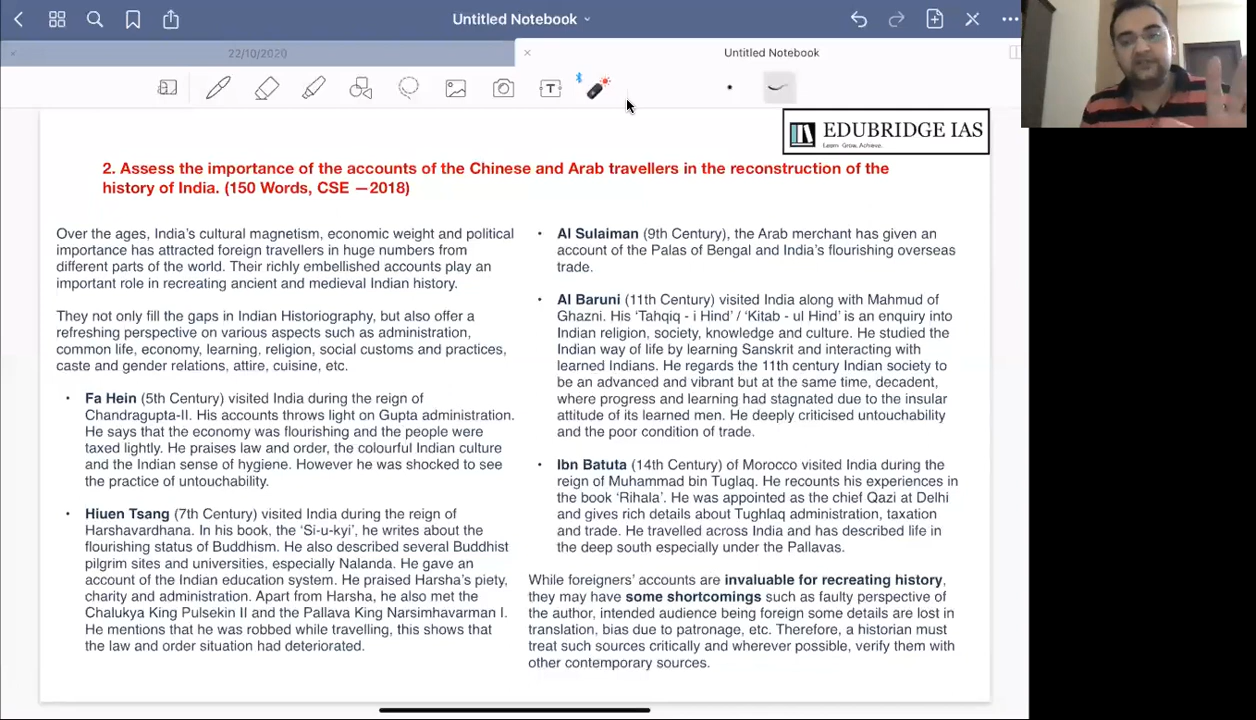 Untitled Notebook
22/10/2020
Untitled Notebook
T
EDUBRIDGE IAS
Learn. Grow. Achieve.
2. Assess the importance of the accounts of the Chinese and Arab travellers in the reconstruction of the
history of India. (150 Words, CSE —2018)
Over the ages, India's cultural magnetism, economic weight and political
importance has attracted foreign travellers in huge numbers from
different parts of the world. Their richly embellished accounts play an
important role in recreating ancient and medieval Indian history.
They not only fill the gaps in Indian Historiography, but also offer a
refreshing perspective on various aspects such as administration,
common life, economy, learning, religion, social customs and practices,
caste and gender relations, attire, cuisine, etc.
• Fa Hein (5th Century) visited India during the reign of
Chandragupta-II. His accounts throws light on Gupta administration.
He says that the economy was flourishing and the people were
taxed lightly. He praises law and order, the colourful Indian culture
and the Indian sense of hygiene. However he was shocked to see
the practice of untouchability.
• Hiuen Tsang (7th Century) visited India during the reign of
Harshavardhana. In his book, the 'Si-u-kyi', he writes about the
flourishing status of Buddhism. He also described several Buddhist
pilgrim sites and universities, especially Nalanda. He gave an
account of the Indian education system. He praised Harsha's piety,
charity and administration. Apart from Harsha, he also met the
Chalukya King Pulsekin II and the Pallava King Narsimhavarman I.
He mentions that he was robbed while travelling, this shows that
the law and order situation had deteriorated.
• Al Sulaiman (9th Century), the Arab merchant has given an
account of the Palas of Bengal and India's flourishing overseas
trade.
• Al Baruni (11th Century) visited India along with Mahmud of
Ghazni. His 'Tahqiq - i Hind' / 'Kitab - ul Hind' is an enquiry into
Indian religion, society, knowledge and culture. He studied the
Indian way of life by learning Sanskrit and interacting with
learned Indians. He regards the 11th century Indian society to
be an advanced and vibrant but at the same time, decadent,
where progress and learning had stagnated due to the insular
attitude of its learned men. He deeply criticised untouchability
and the poor condition of trade.
• Ibn Batuta (14th Century) of Morocco visited India during the
reign of Muhammad bin Tuglaq. He recounts his experiences in
the book 'Rihala'. He was appointed as the chief Qazi at Delhi
and gives rich details about Tughlaq administration, taxation
and trade. He travelled across India and has described life in
the deep south especially under the Pallavas.
While foreigners' accounts are invaluable for recreating history,
they may have some shortcomings such as faulty perspective of
the author, intended audience being foreign some details are lost in
translation, bias due to patronage, etc. Therefore, a historian must
treat such sources critically and wherever possible, verify them with
other contemporary sources.